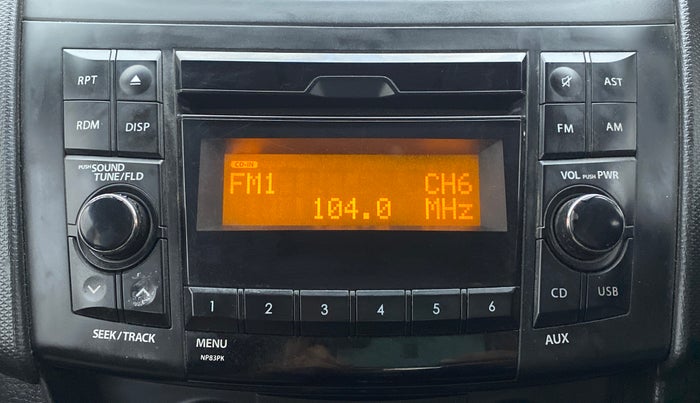 RPT
AST
RDM
DISP
FM
AM
PUSH SOUND
TUNE/FLD
VOL PUSH PWR
CD-IN
FM1 CH6
104.0 MHz
CD
USB
1 2 3 4 5 6
SEEK/TRACK
MENU
NP83PK
AUX